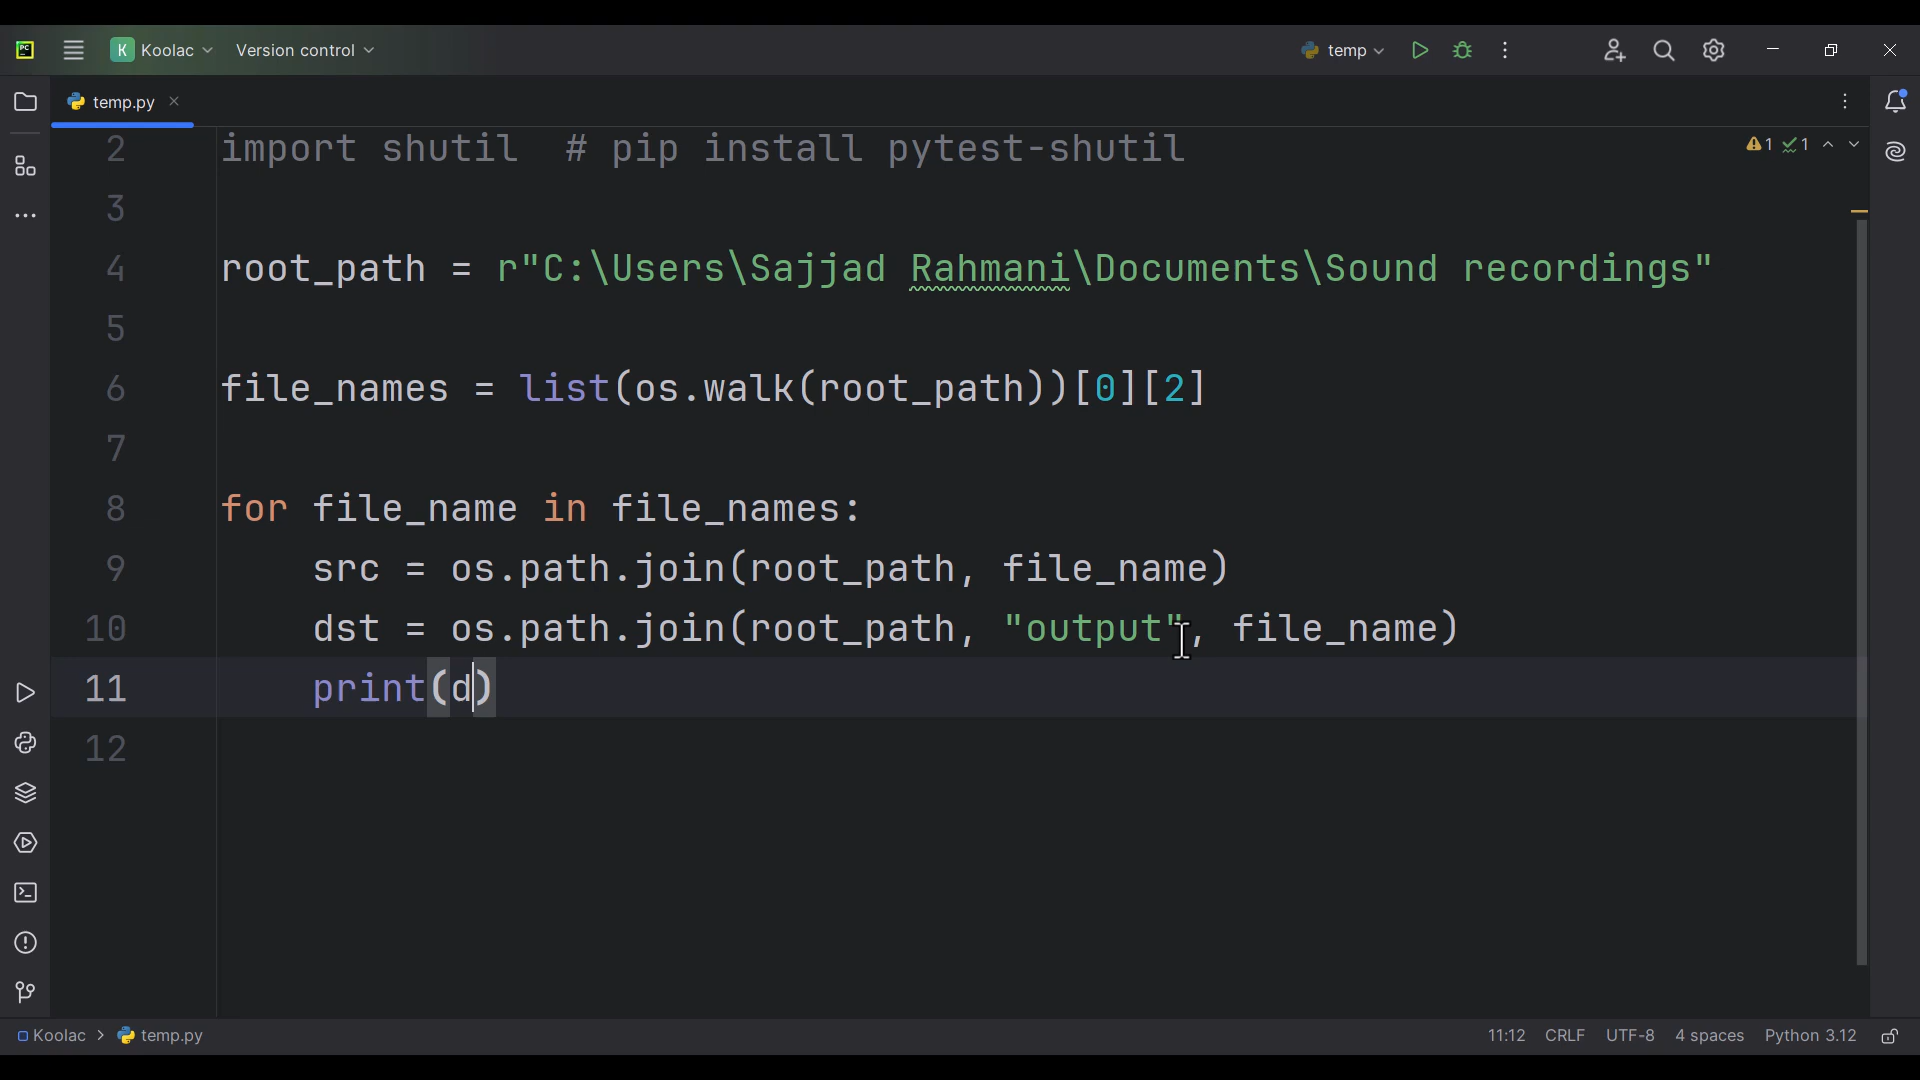 PC K Koolac Version control temp
temp.py
1 1
2 import shutil # pip install pytest-shutil
3
4 root_path = r"C:\Users\Sajjad Rahmani\Documents\Sound recordings"
5
6 file_names = list(os.walk(root_path))[0][2]
7
8 for file_name in file_names:
9 src = os.path.join(root_path, file_name)
10 dst = os.path.join(root_path, "output", file_name)
11 print(d)
12
Koolac > temp.py 11:12 CRLF UTF-8 4 spaces Python 3.12